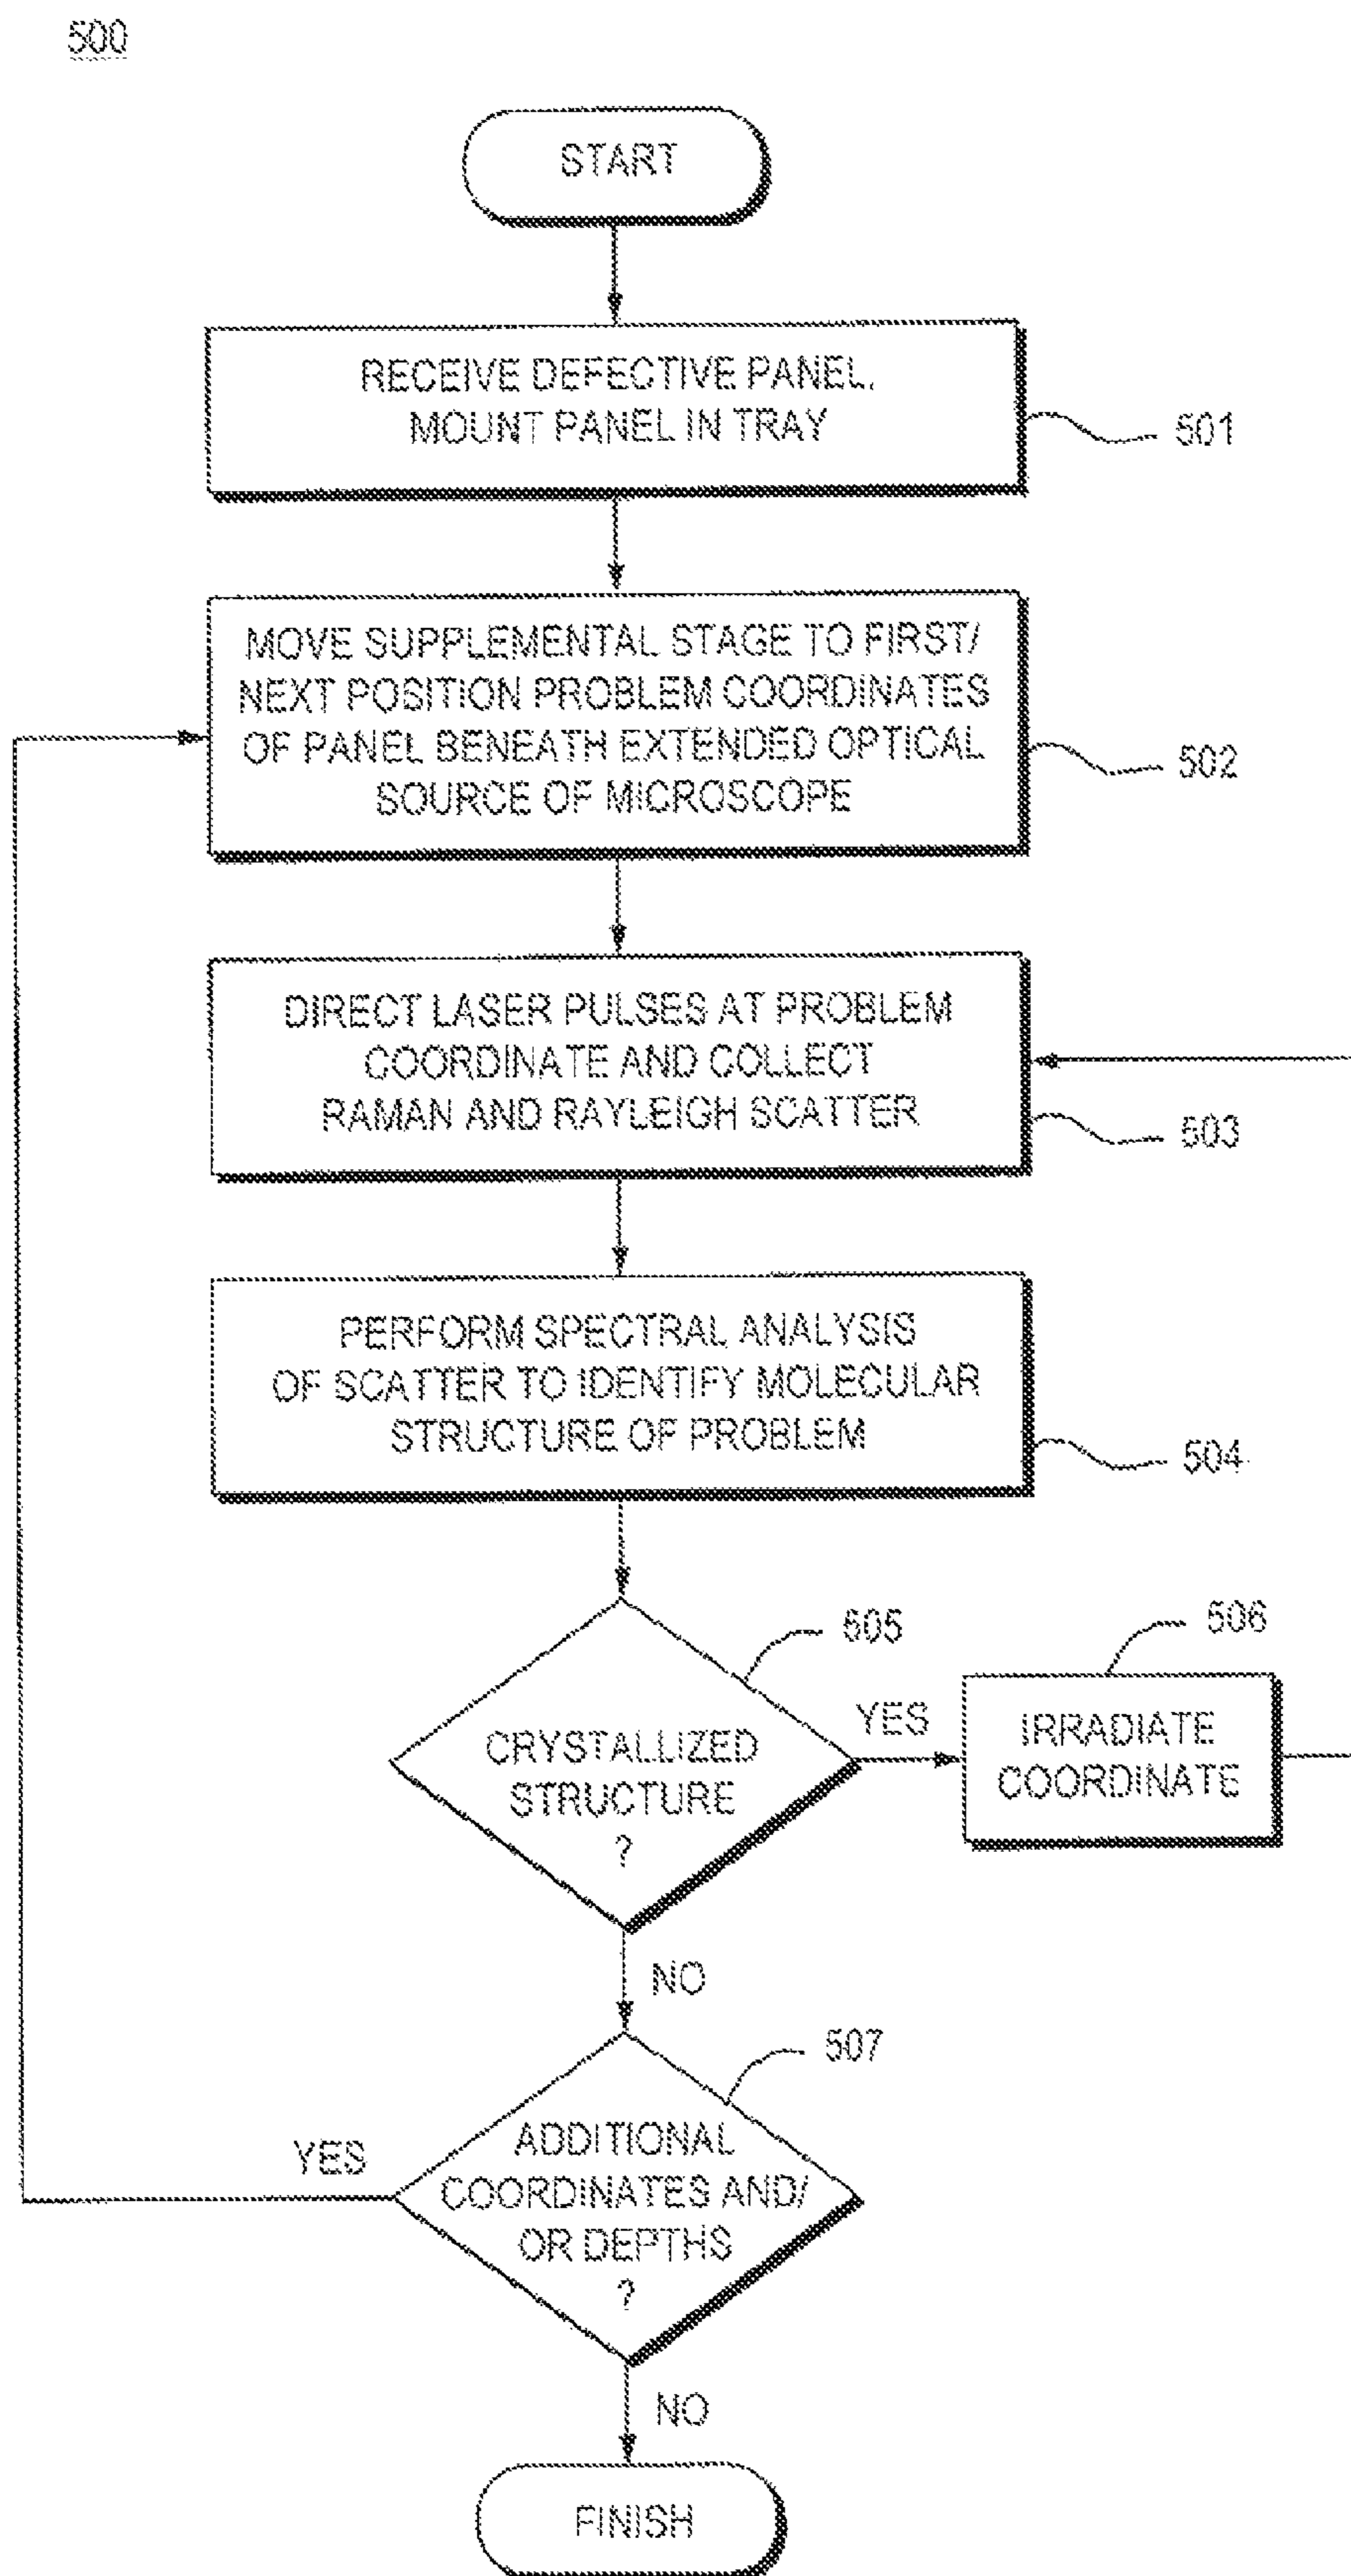 500
START
RECEIVE DEFECTIVE PANEL,
MOUNT PANEL IN TRAY
501
MOVE SUPPLEMENTAL STAGE TO FIRST/
NEXT POSITION PROBLEM COORDINATES
OF PANEL BENEATH EXTENDED OPTICAL
SOURCE OF MICROSCOPE
502
DIRECT LASER PULSES AT PROBLEM
COORDINATE AND COLLECT
RAMAN AND RAYLEIGH SCATTER
503
PERFORM SPECTRAL ANALYSIS
OF SCATTER TO IDENTIFY MOLECULAR
STRUCTURE OF PROBLEM
504
505
CRYSTALLIZED
STRUCTURE
?
YES
506
IRRADIATE
COORDINATE
NO
507
ADDITIONAL
COORDINATES AND/
OR DEPTHS
?
YES
NO
FINISH